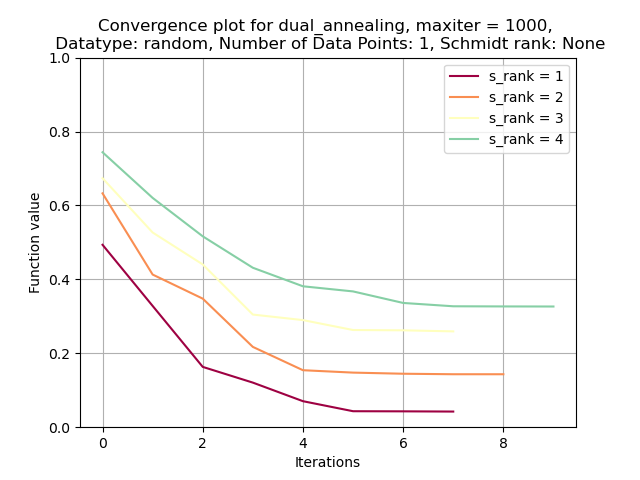 Convergence plot for dual_annealing, maxiter = 1000,
Datatype: random, Number of Data Points: 1, Schmidt rank: None
1.0
0.8
0.6
0.4
0.2
0.0
Function value
s_rank = 1
s_rank = 2
s_rank = 3
s_rank = 4
0 2 4 6 8
Iterations